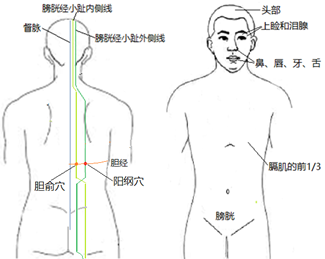 膀胱经小趾内侧线
督脉
膀胱经小趾外侧线
胆经
胆俞穴
阳纲穴
头部
上睑和泪腺
鼻、唇、牙、舌
膈肌的前1/3
膀胱